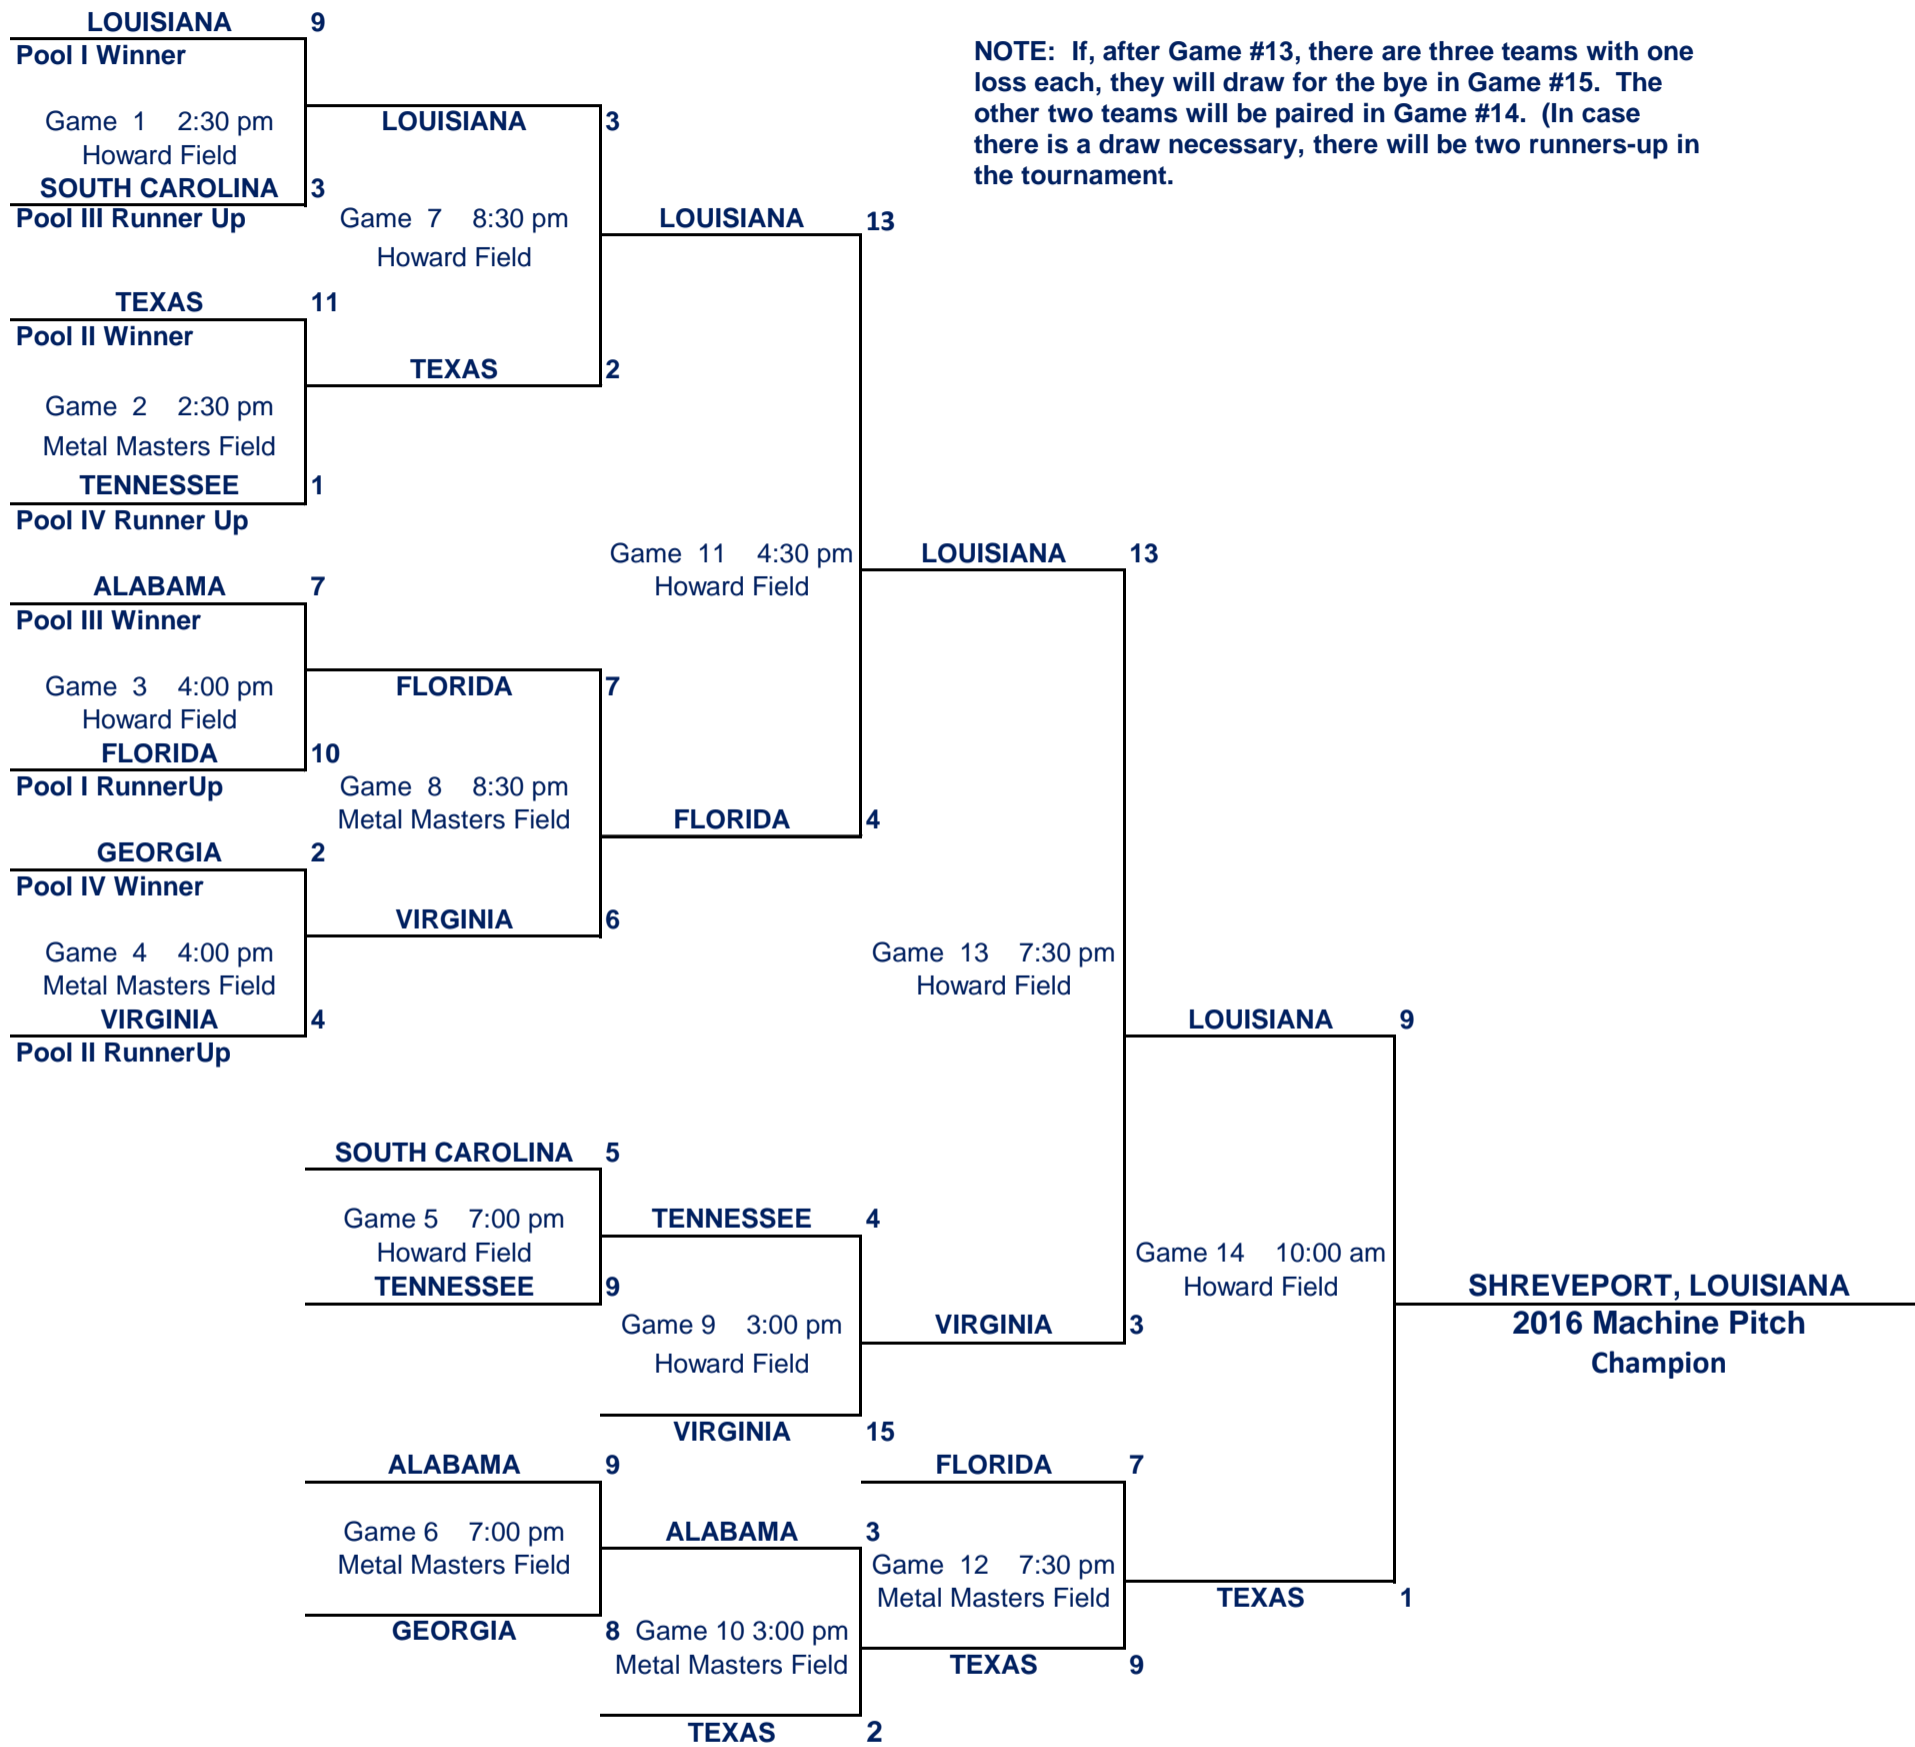 LOUISIANA 9
Pool I Winner
Game 1 2:30 pm
Howard Field
SOUTH CAROLINA 3
Pool III Runner Up
TEXAS 11
Pool II Winner
Game 2 2:30 pm
Metal Masters Field
TENNESSEE 1
Pool IV Runner Up
ALABAMA 7
Pool III Winner
Game 3 4:00 pm
Howard Field
FLORIDA 10
Pool I RunnerUp
GEORGIA 2
Pool IV Winner
Game 4 4:00 pm
Metal Masters Field
VIRGINIA 4
Pool II RunnerUp
LOUISIANA 3
Game 7 8:30 pm
Howard Field
TEXAS 2
FLORIDA 7
Game 8 8:30 pm
Metal Masters Field
VIRGINIA 6
SOUTH CAROLINA 5
Game 5 7:00 pm
Howard Field
TENNESSEE 9
ALABAMA 9
Game 6 7:00 pm
Metal Masters Field
GEORGIA 8
LOUISIANA 13
Game 11 4:30 pm
Howard Field
FLORIDA 4
TENNESSEE 4
Game 9 3:00 pm
Howard Field
VIRGINIA 15
ALABAMA 3
Game 10 3:00 pm
Metal Masters Field
TEXAS 2
NOTE: If, after Game #13, there are three teams with one
loss each, they will draw for the bye in Game #15. The
other two teams will be paired in Game #14. (In case
there is a draw necessary, there will be two runners-up in
the tournament.
LOUISIANA 13
Game 13 7:30 pm
Howard Field
VIRGINIA 3
FLORIDA 7
Game 12 7:30 pm
Metal Masters Field
TEXAS 9
LOUISIANA 9
Game 14 10:00 am
Howard Field
TEXAS 1
SHREVEPORT, LOUISIANA
2016 Machine Pitch
Champion